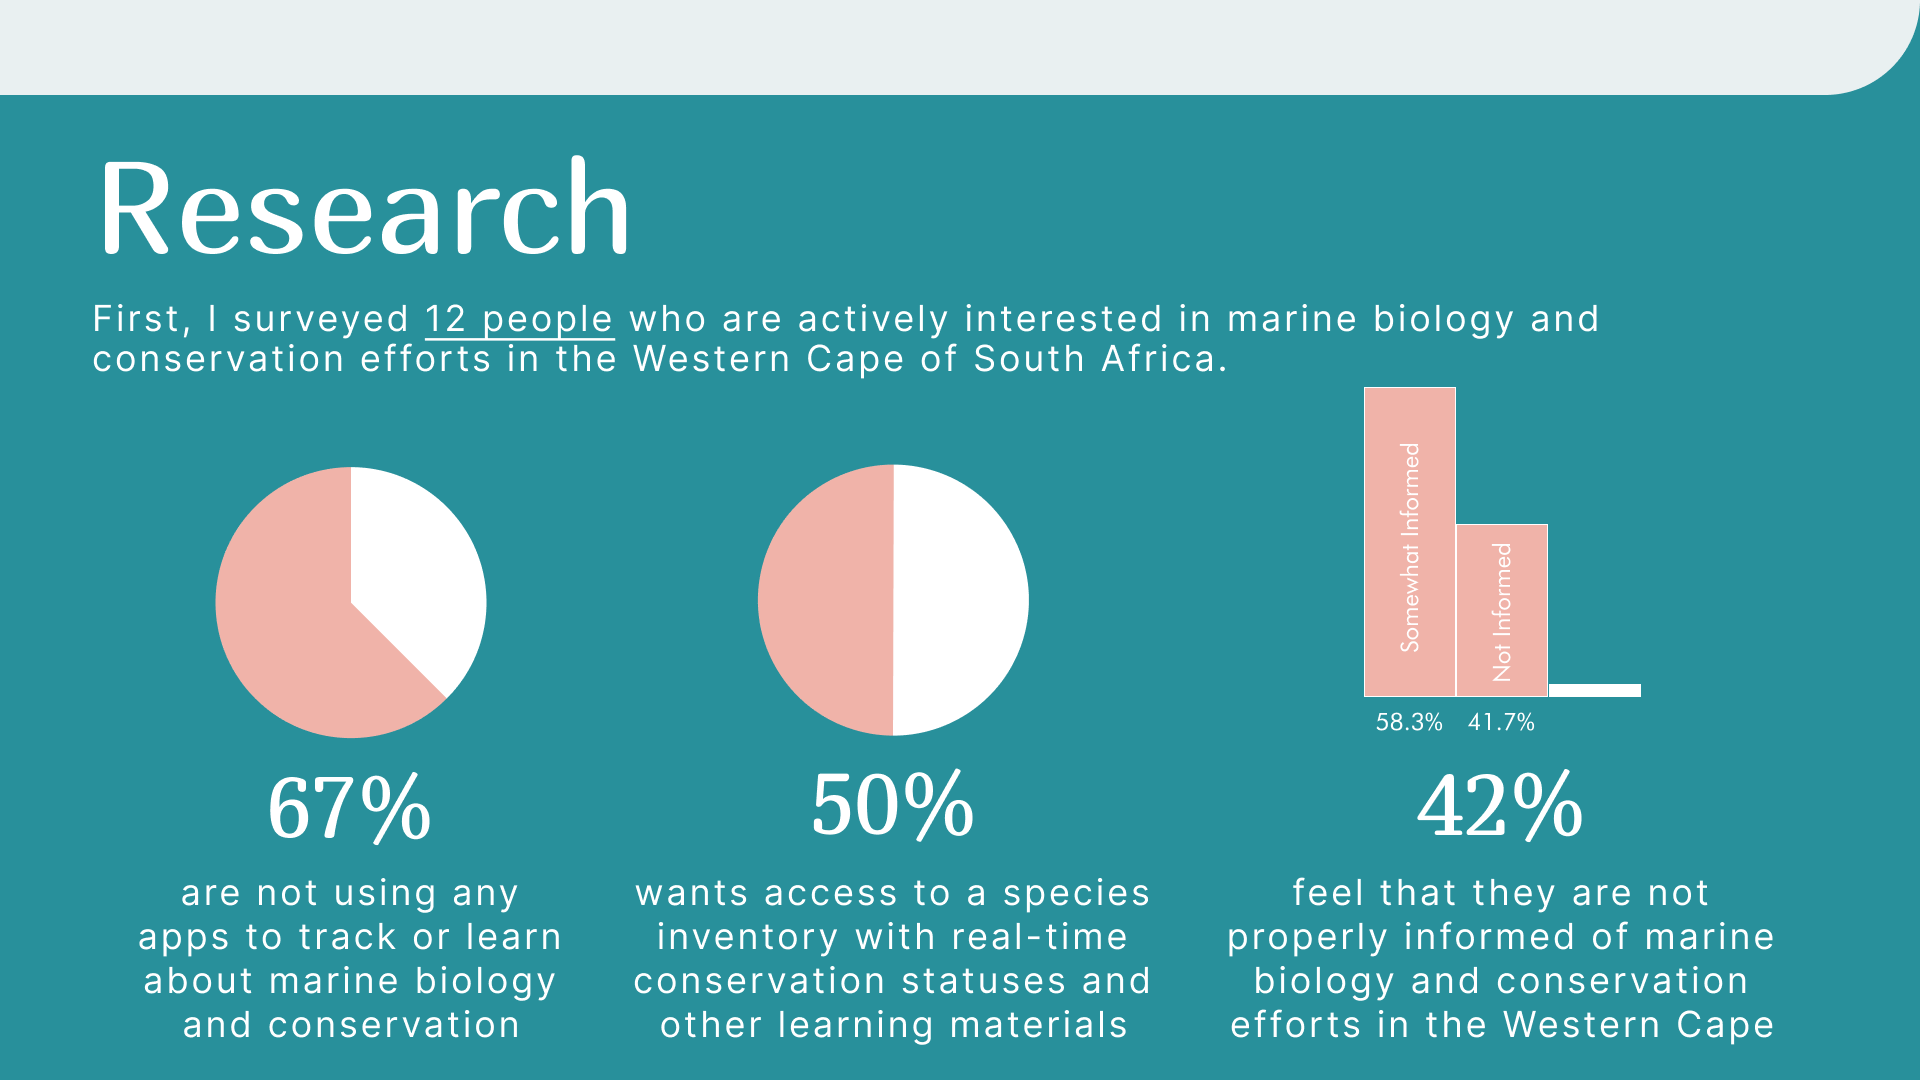 Research
First, I surveyed 12 people who are actively interested in marine biology and
conservation efforts in the Western Cape of South Africa.
67%
are not using any
apps to track or learn
about marine biology
and conservation
50%
wants access to a species
inventory with real-time
conservation statuses and
other learning materials
Somewhat Informed
Not Informed
58.3% 41.7%
42%
feel that they are not
properly informed of marine
biology and conservation
efforts in the Western Cape